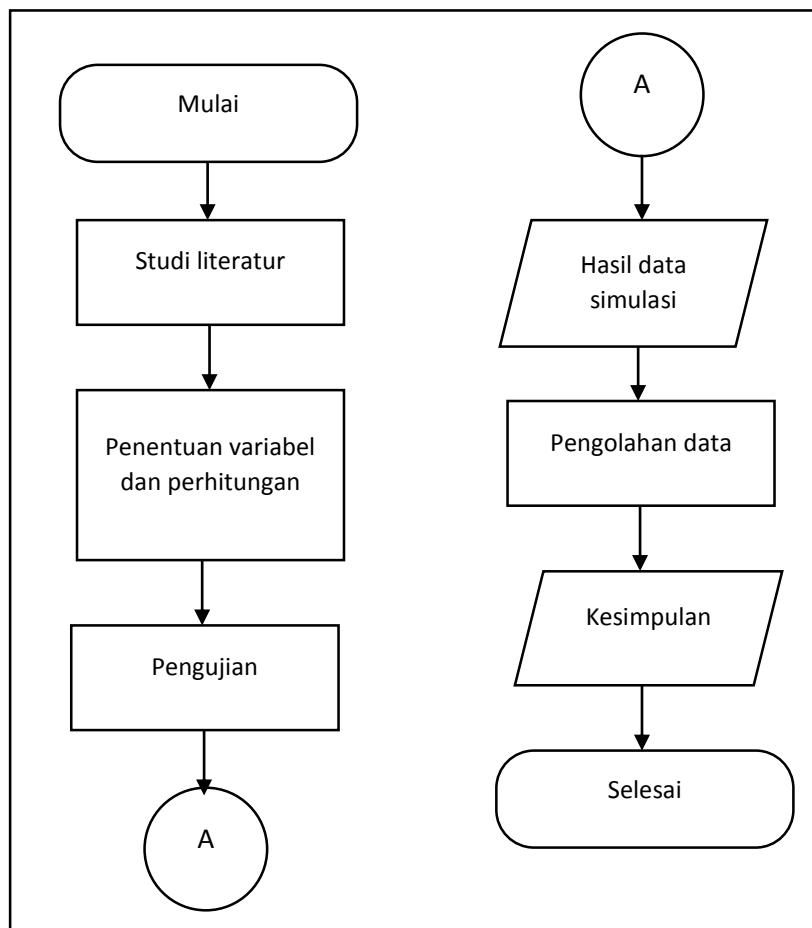 Mulai
Studi literatur
Penentuan variabel
dan perhitungan
Pengujian
A
A
Hasil data
simulasi
Pengolahan data
Kesimpulan
Selesai